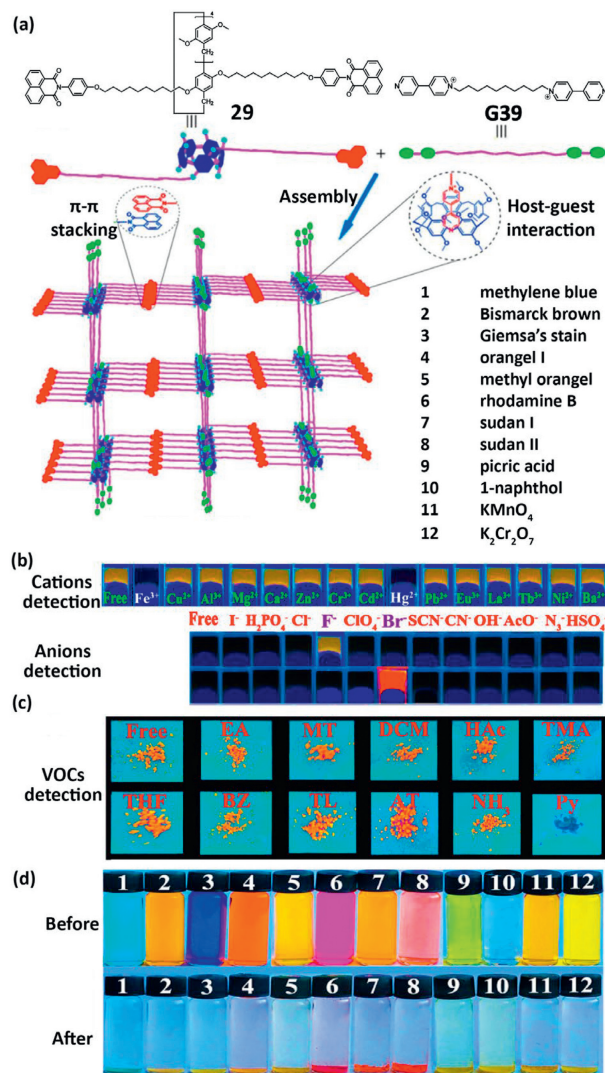 (a)
4
MeO
OMe
CH2
O
N
O
O
O
O
O
N
O
CH2
29
N
N
N
N
G39
+
π-π
stacking
Assembly
Host-guest
interaction
1 methylene blue
2 Bismarck brown
3 Giemsa's stain
4 orangel I
5 methyl orangel
6 rhodamine B
7 sudan I
8 sudan II
9 picric acid
10 1-naphthol
11 KMnO4
12 K2Cr2O7
(b)
Cations
detection
Free Fe3+ Cu2+ Al3+ Mg2+ Ca2+ Zn2+ Cr3+ Cd2+ Hg2+ Pb2+ Eu3+ La3+ Tb3+ Ni2+ Ba2+
Free I- H2PO4- Cl- F- ClO4- Br- SCN- CN- OH- AcO- N3- HSO4-
Anions
detection
(c)
VOCs
detection
Free EA MT DCM HAc TMA
THF BZ TL AT NH3 Py
(d)
Before
1 2 3 4 5 6 7 8 9 10 11 12
After
1 2 3 4 5 6 7 8 9 10 11 12